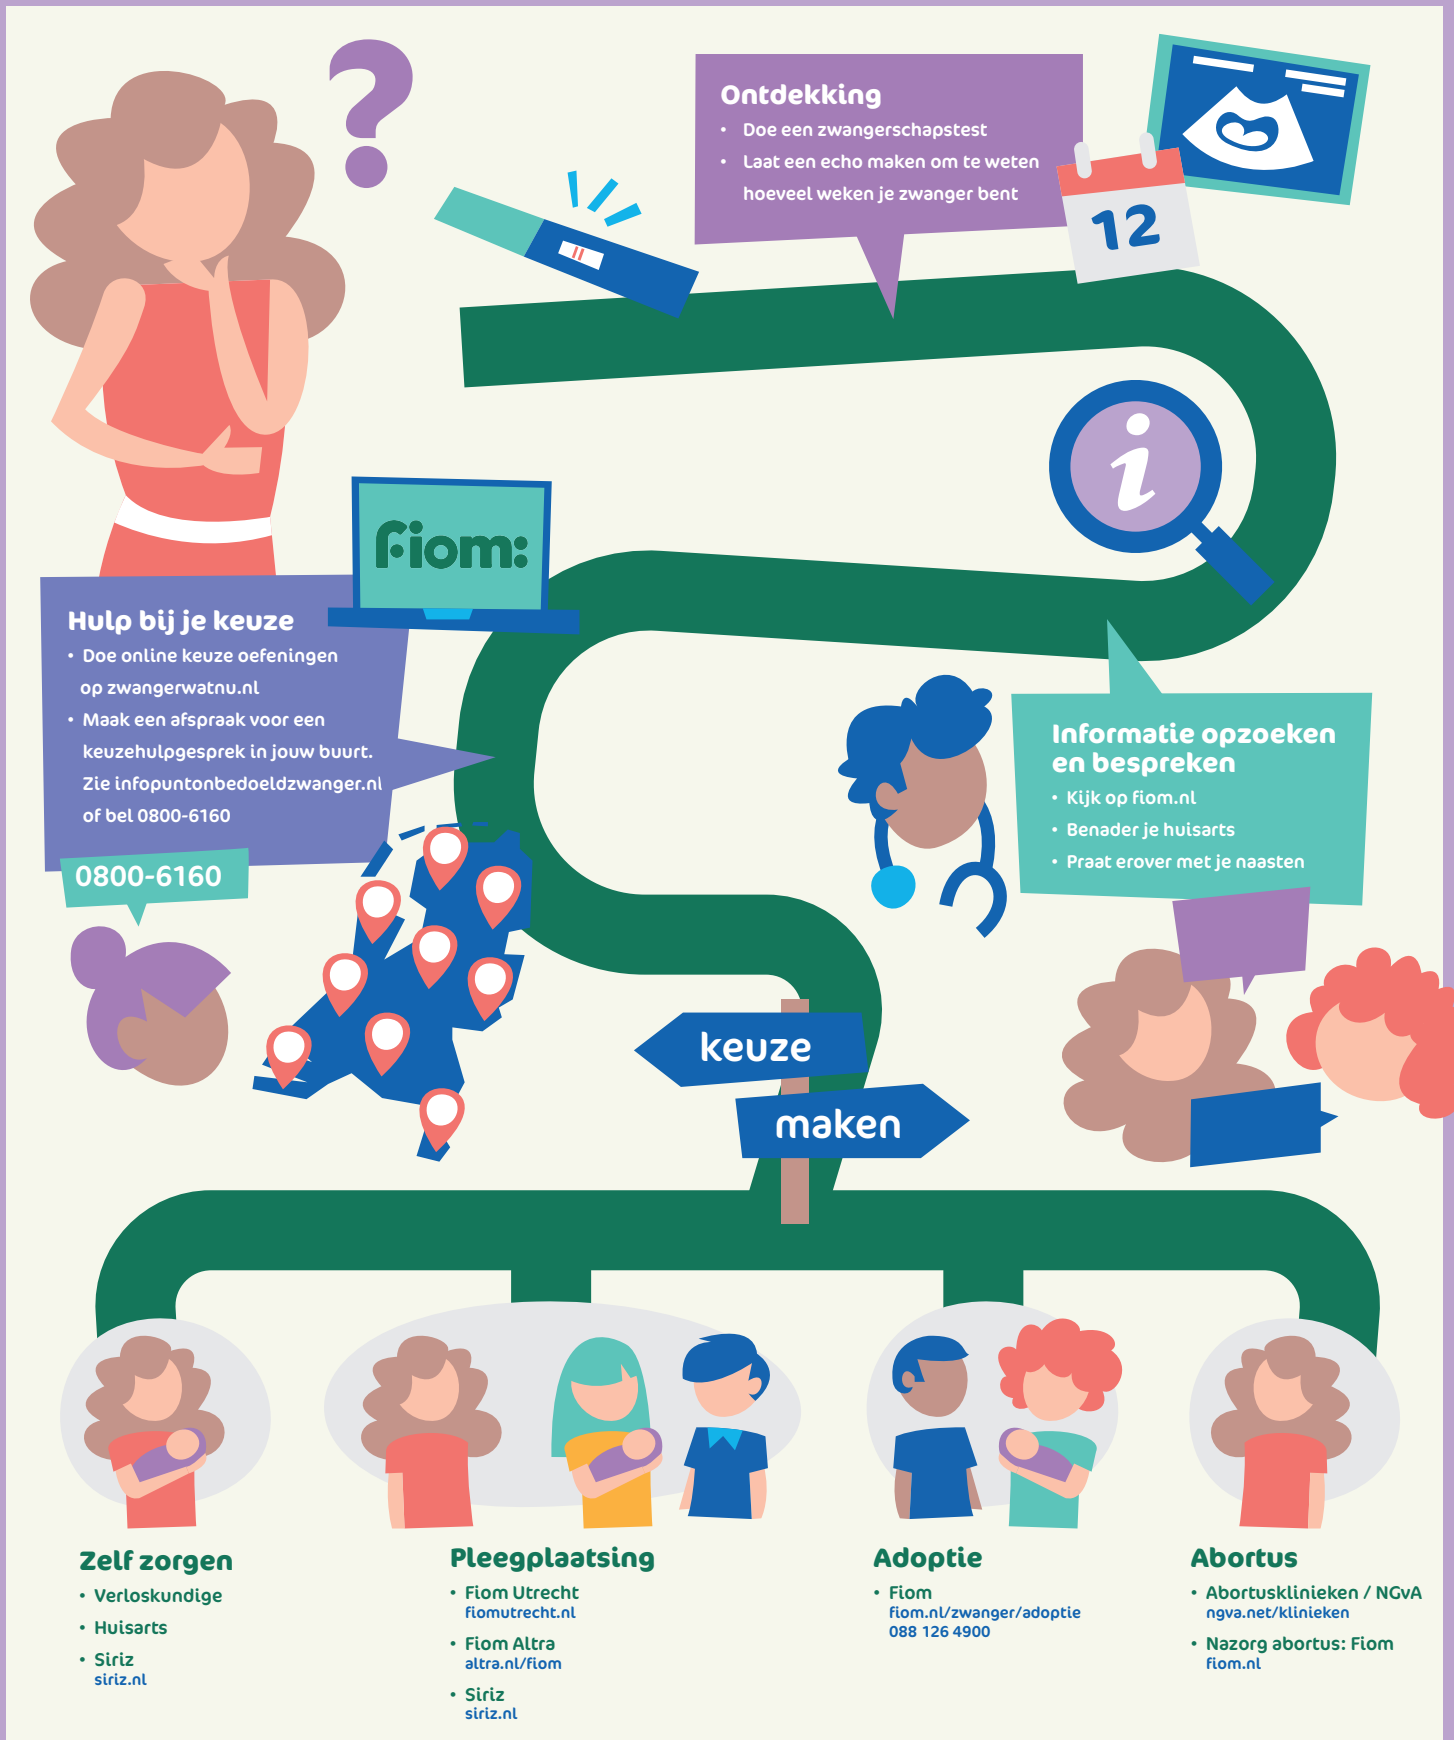 ?
Ontdekking
• Doe een zwangerschapstest
• Laat een echo maken om te weten
hoeveel weken je zwanger bent
12
i
fiom:
Hulp bij je keuze
• Doe online keuze oefeningen
op zwangerwatnu.nl
• Maak een afspraak voor een
keuzehulpgesprek in jouw buurt.
Zie infopuntonbedoeldzwanger.nl
of bel 0800-6160
0800-6160
Informatie opzoeken
en bespreken
• Kijk op fiom.nl
• Benader je huisarts
• Praat erover met je naasten
keuze
maken
Zelf zorgen
• Verloskundige
• Huisarts
• Siriz
siriz.nl
Pleegplaatsing
• Fiom Utrecht
fiomutrecht.nl
• Fiom Altra
altra.nl/fiom
• Siriz
siriz.nl
Adoptie
• Fiom
fiom.nl/zwanger/adoptie
088 126 4900
Abortus
• Abortusklinieken / NGvA
ngva.net/klinieken
• Nazorg abortus: Fiom
fiom.nl